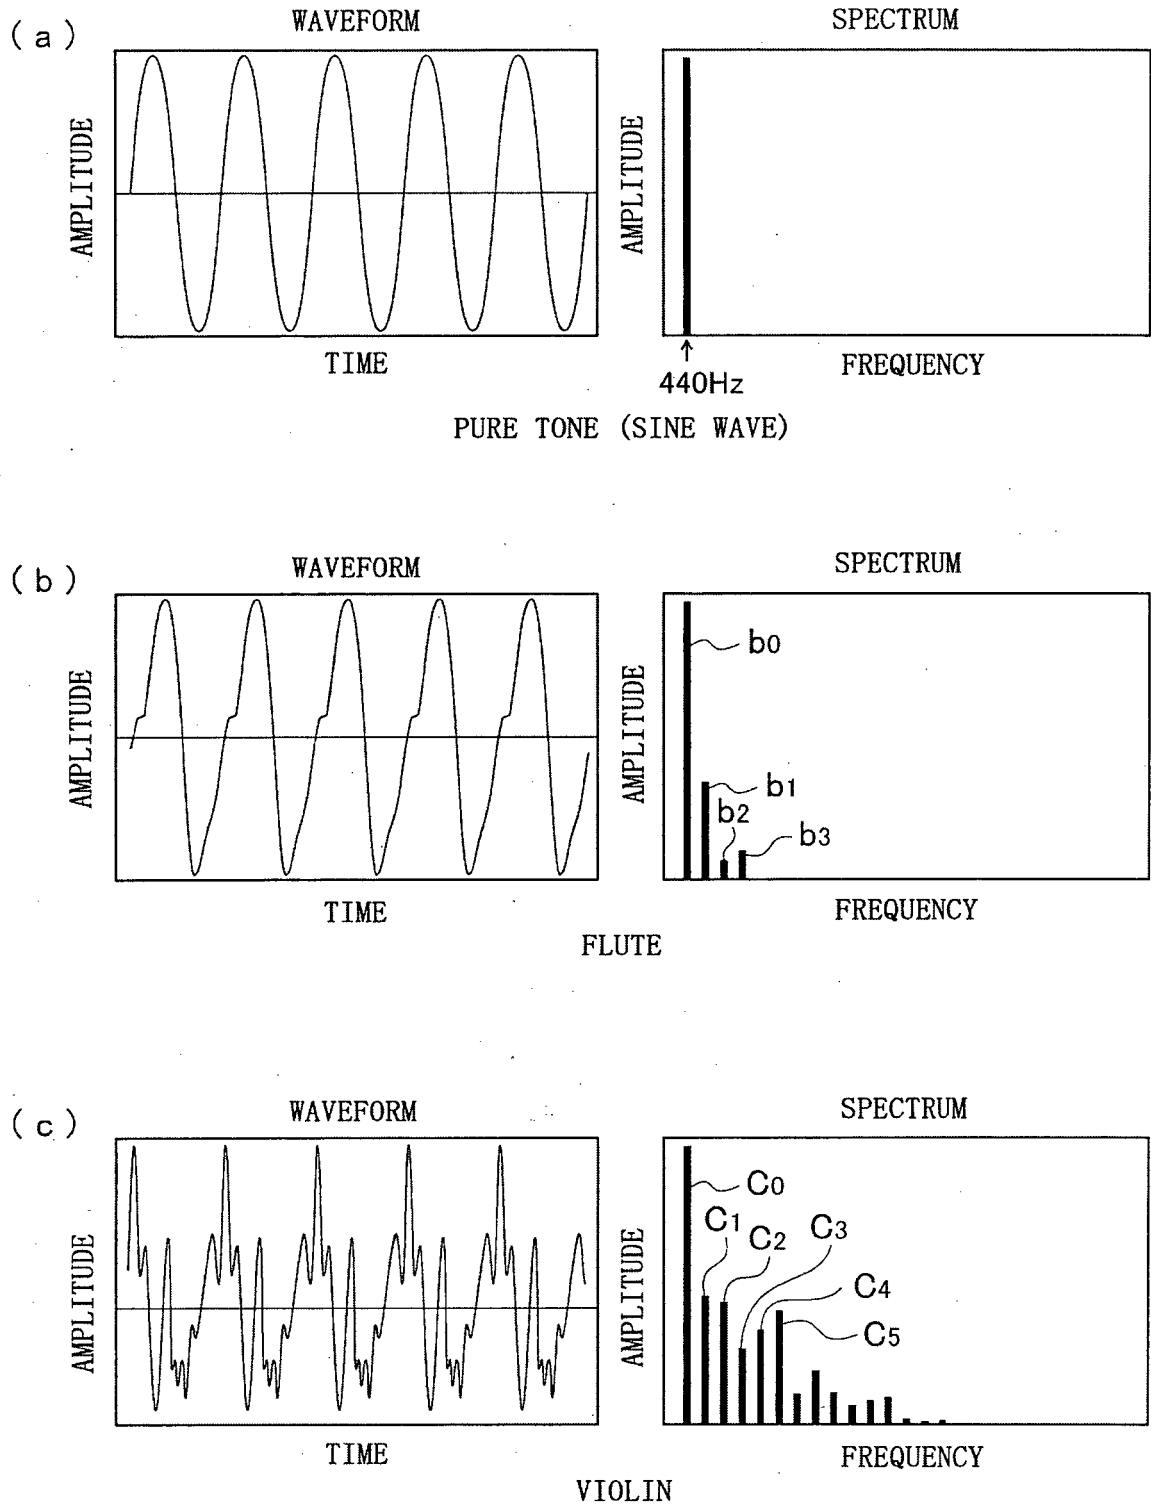 (a)
WAVEFORM
SPECTRUM
AMPLITUDE
AMPLITUDE
TIME
FREQUENCY
440Hz
PURE TONE (SINE WAVE)
(b)
WAVEFORM
SPECTRUM
AMPLITUDE
AMPLITUDE
b0
b1
b2
b3
TIME
FREQUENCY
FLUTE
(c)
WAVEFORM
SPECTRUM
AMPLITUDE
AMPLITUDE
C0
C1
C2
C3
C4
C5
TIME
FREQUENCY
VIOLIN